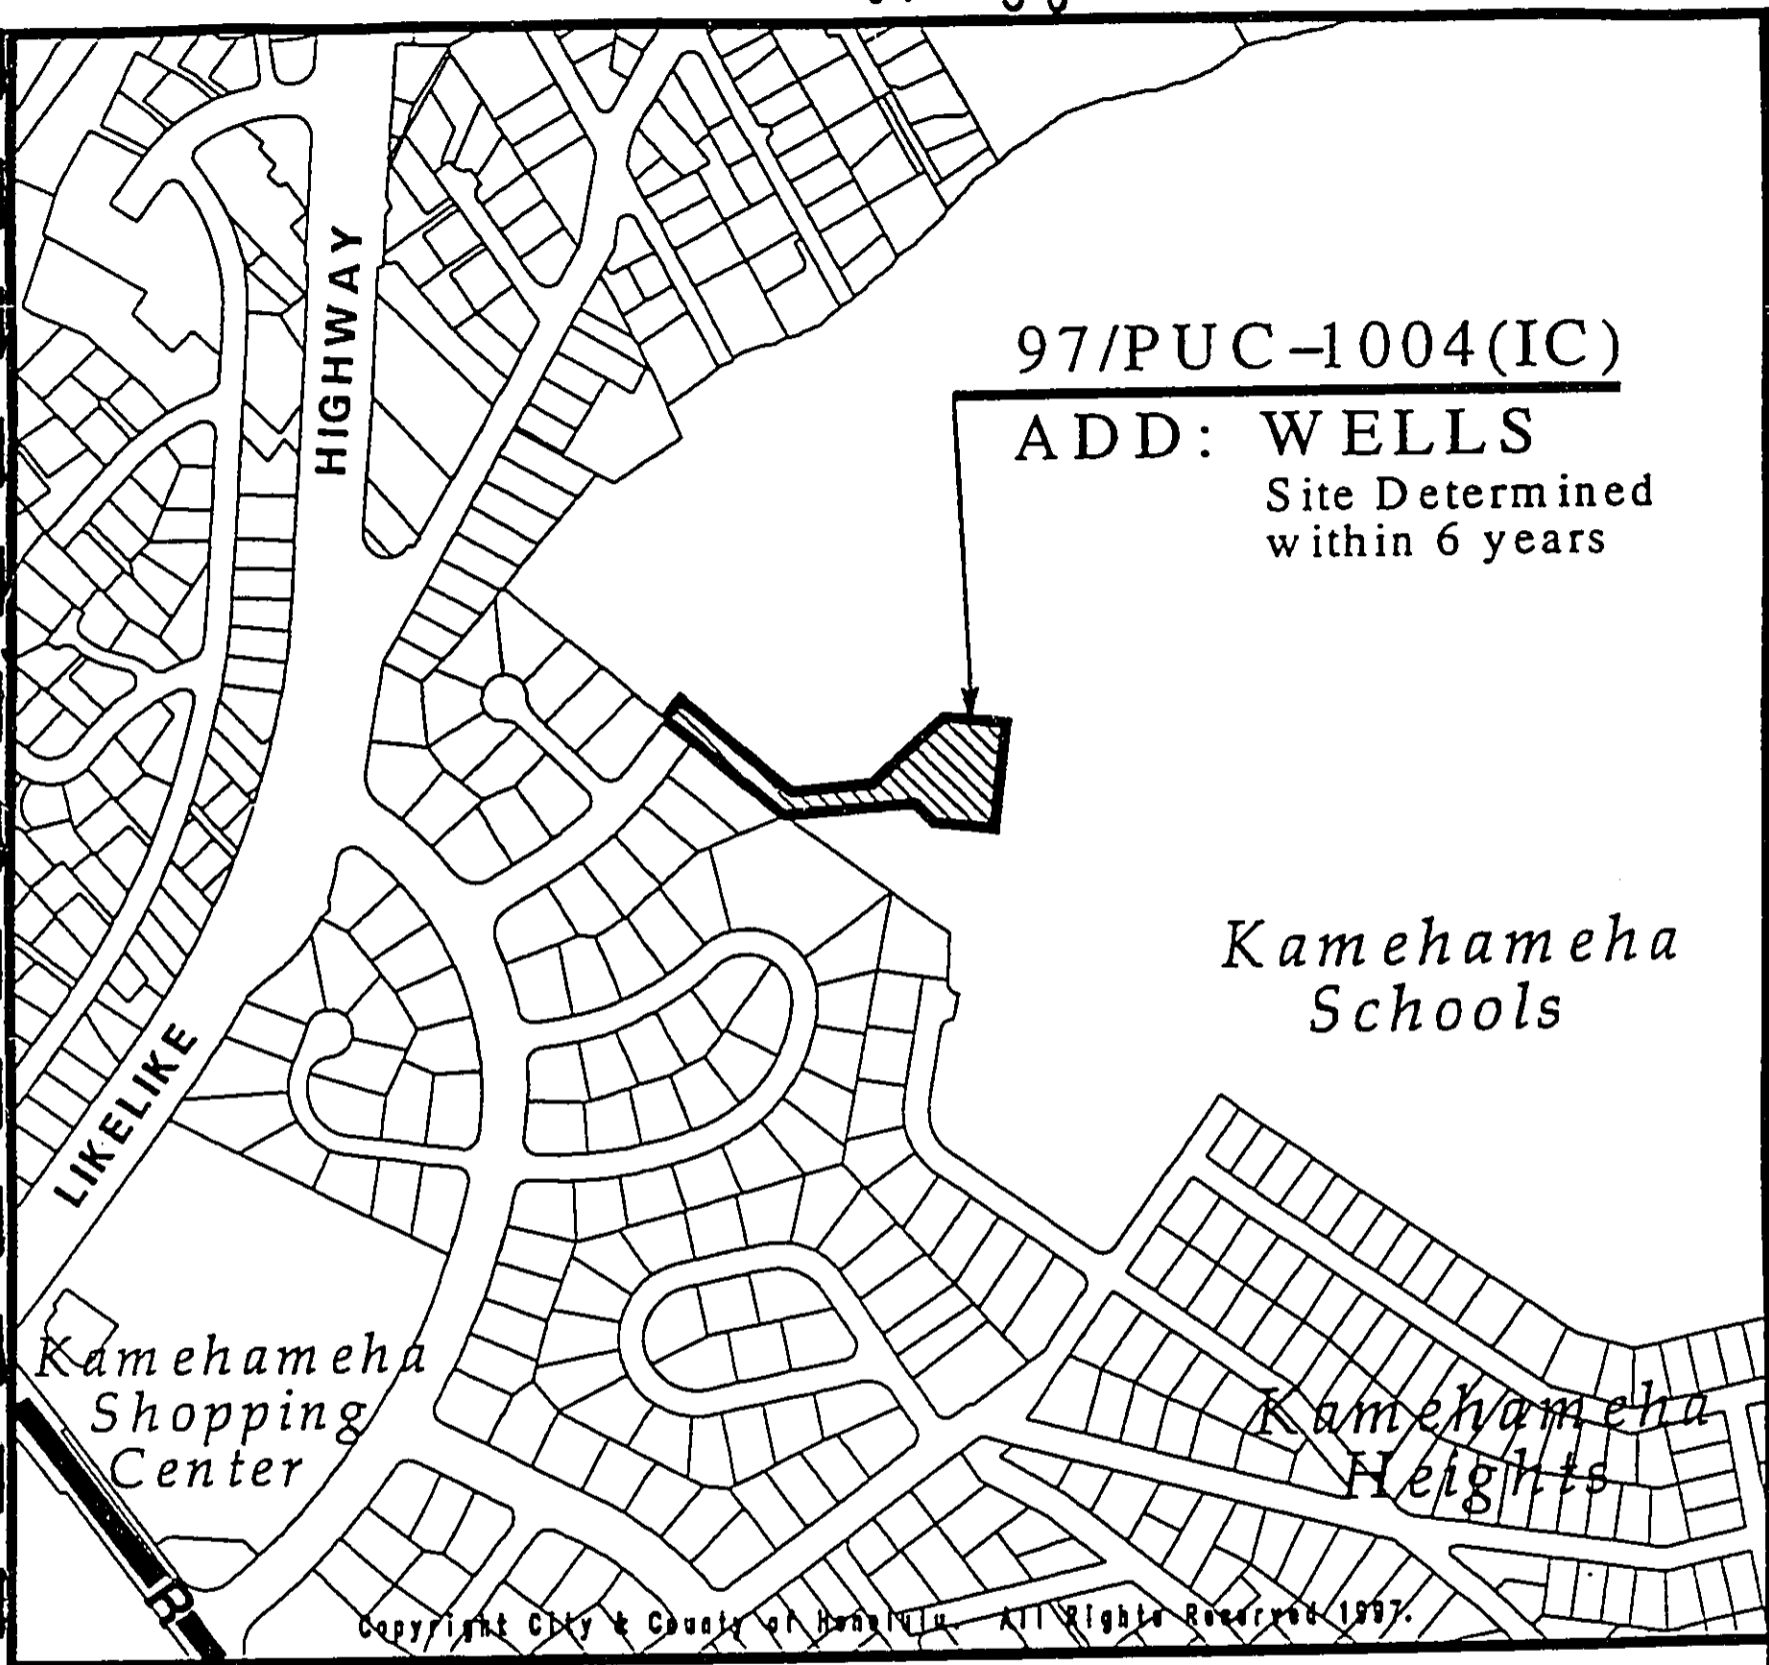 HIGHWAY
97/PUC-1004(IC)
ADD: WELLS
Site Determined
within 6 years
Kamehameha
Schools
LIKELIKE
Kamehameha
Shopping
Center
Kamehameha
Heights
B
Copyright City & County of Honolulu. All Rights Reserved 1997.